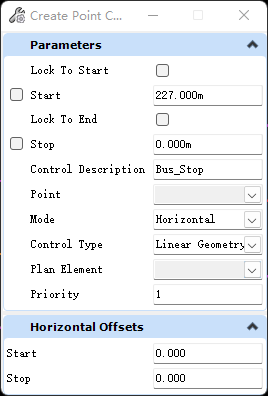 Create Point C...
Parameters
Lock To Start
Start 227.000m
Lock To End
Stop 0.000m
Control Description Bus_Stop
Point
Mode Horizontal
Control Type Linear Geometry
Plan Element
Priority 1
Horizontal Offsets
Start 0.000
Stop 0.000